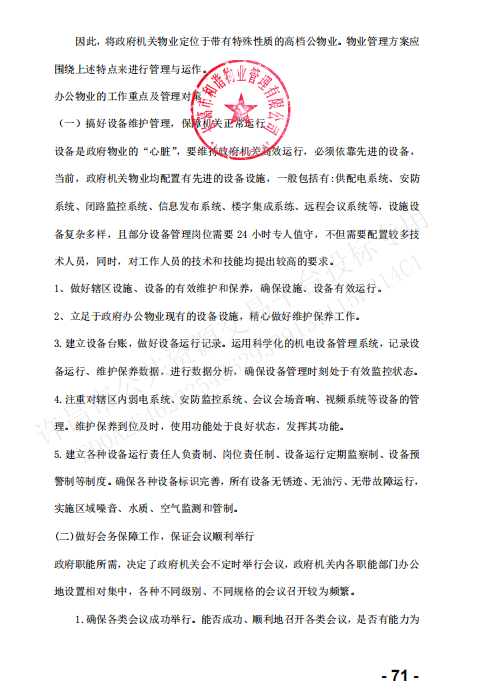 因此，将政府机关物业定位于带有特殊性质的高档公物业。物业管理方案应
围绕上述特点来进行管理与运作。
办公物业的工作重点及管理对策
（一）搞好设备维护管理，保障机关正常运行
设备是政府物业的“心脏”，要维持政府机关高效运行，必须依靠先进的设备，
当前，政府机关物业均配置有先进的设备设施，一般包括有:供配电系统、安防
系统、闭路监控系统、信息发布系统、楼字集成系练、远程会议系统等，设施设
备复杂多样，且部分设备管理岗位需要 24 小时专人值守，不但需要配置较多技
术人员，同时，对工作人员的技术和技能均提出较高的要求。
1、做好辖区设施、设备的有效维护和保养，确保设施、设备有效运行。
2、立足于政府办公物业现有的设备设施，精心做好维护保养工作。
3.建立设备台账，做好设备运行记录。运用科学化的机电设备管理系统，记录设
备运行、维护保养数据，进行数据分析，确保设备管理时刻处于有效监控状态。
4.注重对辖区内弱电系统、安防监控系统、会议会场音响、视频系统等设备的管
理。维护保养到位及时，使用功能处于良好状态，发挥其功能。
5.建立各种设备运行责任人负责制、岗位责任制、设备运行定期监察制、设备预
警制等制度。确保各种设备标识完善，所有设备无锈迹、无油污、无带故障运行，
实施区域噪音、水质、空气监测和管制。
(二)做好会务保障工作，保证会议顺利举行
政府职能所需，决定了政府机关会不定时举行会议，政府机关内各职能部门办公
地设置相对集中，各种不同级别、不同规格的会议召开较为频繁。
1.确保各类会议成功举行。能否成功、顺利地召开各类会议，是否有能力为
- 71 -
长葛市和谐物业管理有限公司